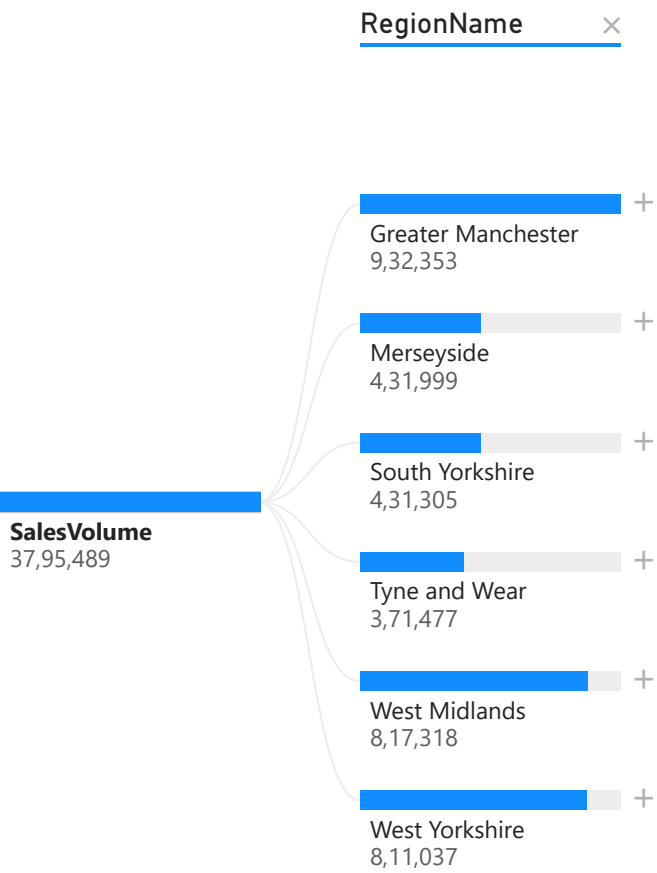 RegionName
Greater Manchester
9,32,353
Merseyside
4,31,999
South Yorkshire
4,31,305
SalesVolume
37,95,489
Tyne and Wear
3,71,477
West Midlands
8,17,318
West Yorkshire
8,11,037